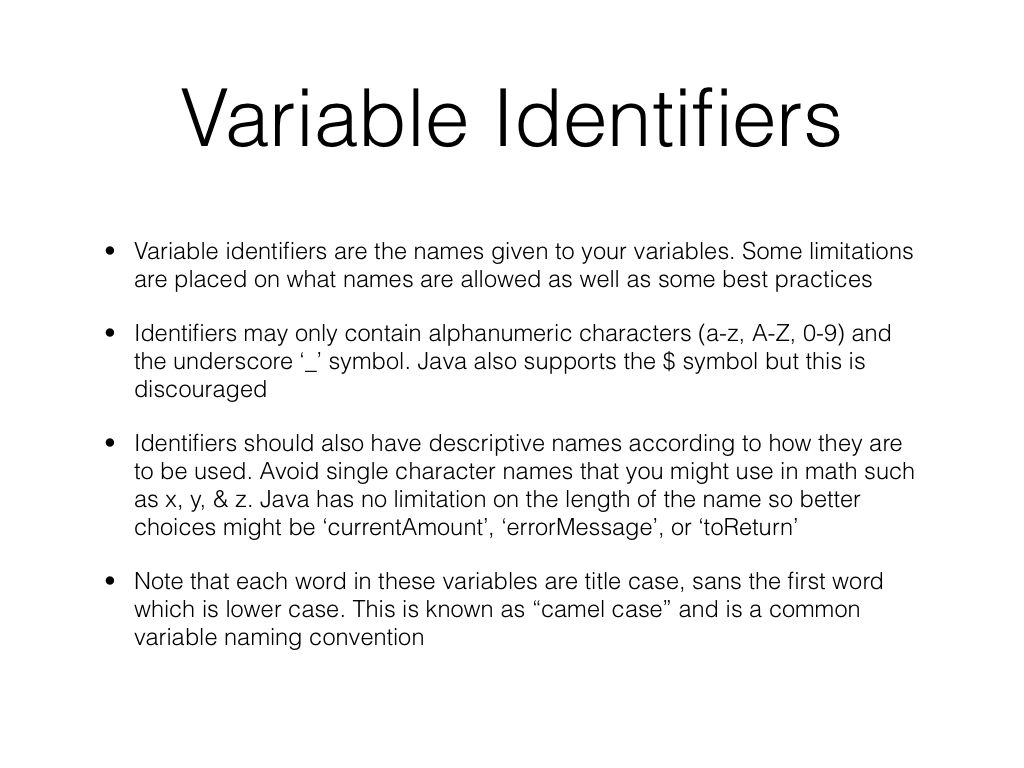 Variable Identifiers
• Variable identifiers are the names given to your variables. Some limitations
are placed on what names are allowed as well as some best practices
• Identifiers may only contain alphanumeric characters (a-z, A-Z, 0-9) and
the underscore ‘_’ symbol. Java also supports the $ symbol but this is
discouraged
• Identifiers should also have descriptive names according to how they are
to be used. Avoid single character names that you might use in math such
as x, y, & z. Java has no limitation on the length of the name so better
choices might be ‘currentAmount’, ‘errorMessage’, or ‘toReturn’
• Note that each word in these variables are title case, sans the first word
which is lower case. This is known as “camel case” and is a common
variable naming convention